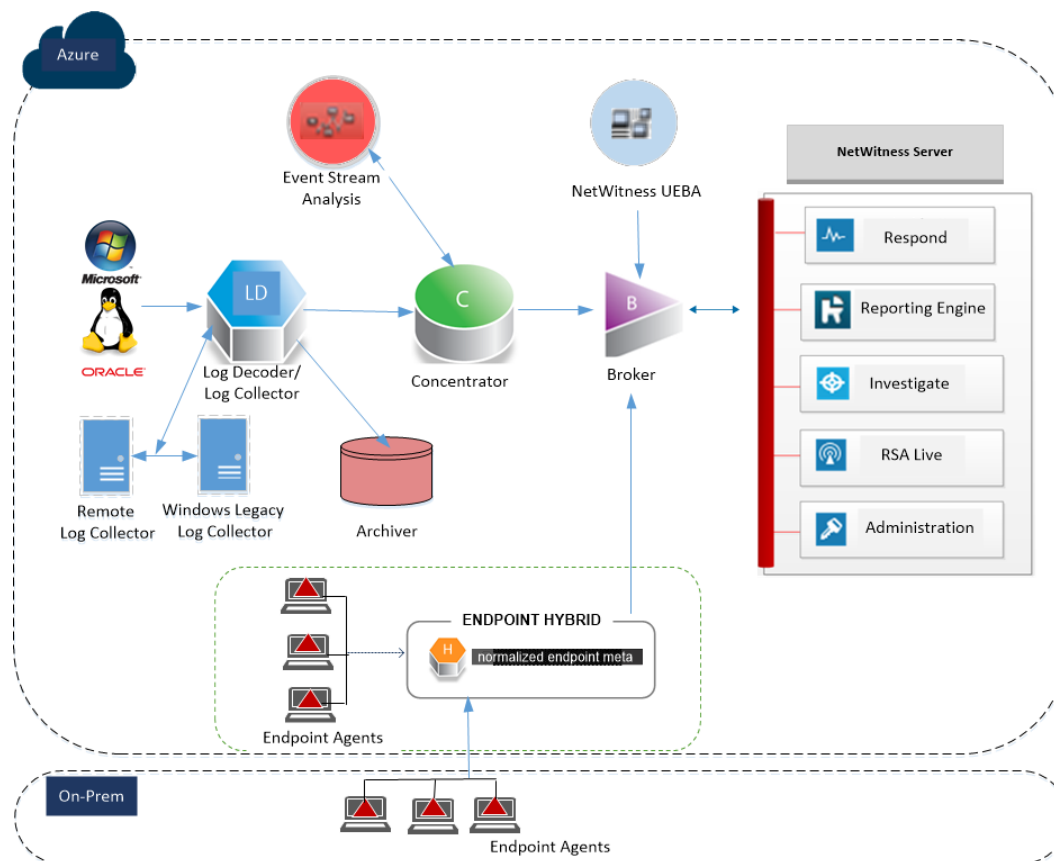 Azure
Event Stream
Analysis
NetWitness UEBA
NetWitness Server
Respond
Reporting Engine
Investigate
RSA Live
Administration
Microsoft
ORACLE
LD
Log Decoder/
Log Collector
C
Concentrator
B
Broker
Remote
Log Collector
Windows Legacy
Log Collector
Archiver
ENDPOINT HYBRID
H
normalized endpoint meta
Endpoint Agents
On-Prem
Endpoint Agents